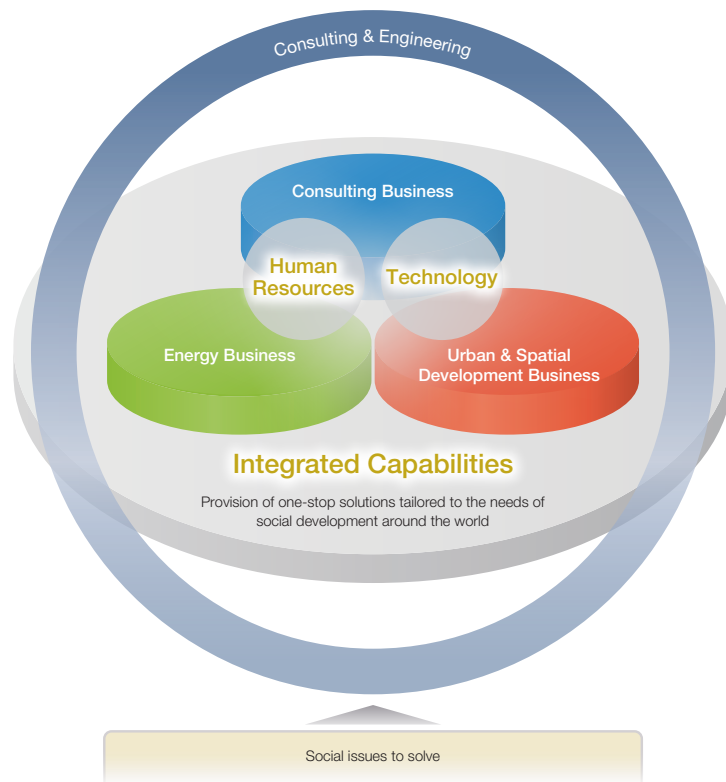 Consulting & Engineering
Consulting Business
Human
Resources
Technology
Energy Business
Urban & Spatial
Development Business
Integrated Capabilities
Provision of one-stop solutions tailored to the needs of
social development around the world
Social issues to solve